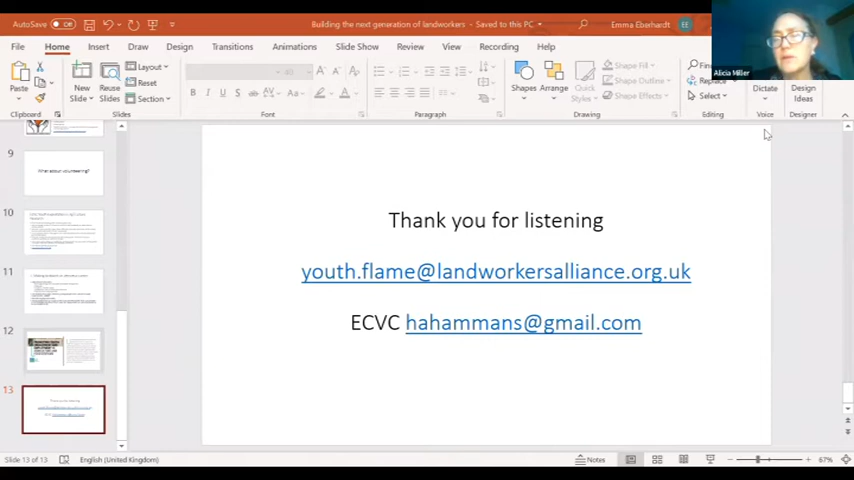 AutoSave Off
Building the next generation of landworkers - Saved to this PC
Emma Eberhardt EE
Alicia Miller
File Home Insert Draw Design Transitions Animations Slide Show Review View Recording Help
Paste
New Slide
Reuse Slides
Layout
Reset
Section
B I U S
Shapes
Arrange
Quick Styles
Shape Fill
Shape Outline
Shape Effects
Replace
Select
Dictate
Design Ideas
Clipboard Slides Font Paragraph Drawing Editing Voice Designer
9
What about volunteering?
10
11
12
13
Thank you for listening
youth.flame@landworkersalliance.org.uk
ECVC hahammans@gmail.com
Slide 13 of 13 English (United Kingdom) Notes 67%